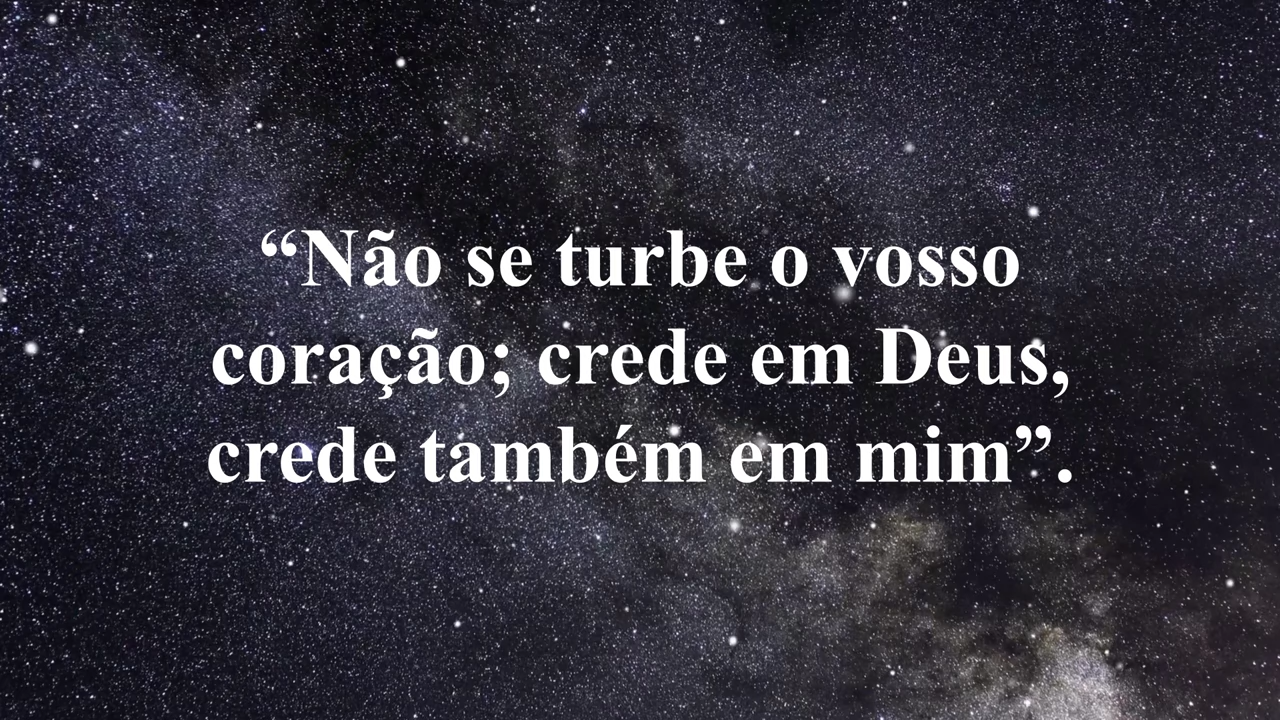 “Não se turbe o vosso
coração; crede em Deus,
crede também em mim”.